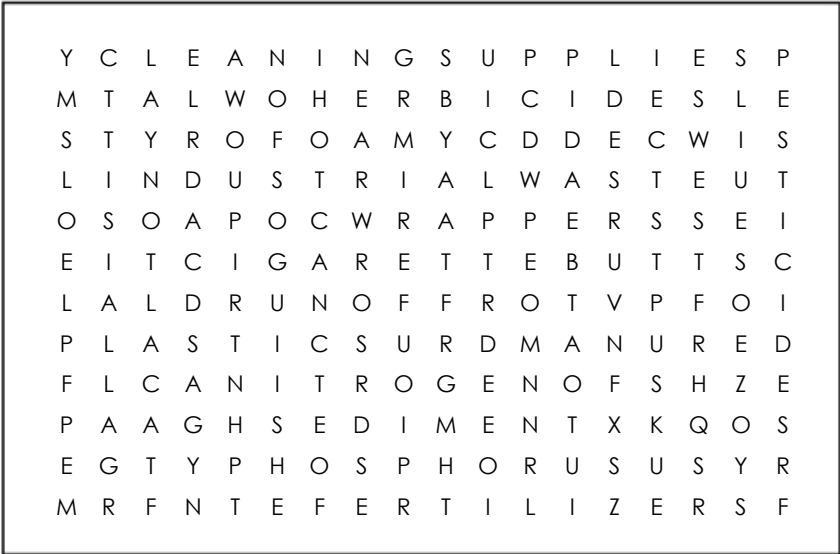 Y C L E A N I N G S U P P L I E S P
M T A L W O H E R B I C I D E S L E
S T Y R O F O A M Y C D D E C W I S
L I N D U S T R I A L W A S T E U T
O S O A P O C W R A P P E R S S E I
E I T C I G A R E T T E B U T T S C
L A L D R U N O F F R O T V P F O I
P L A S T I C S U R D M A N U R E D
F L C A N I T R O G E N O F S H Z E
P A A G H S E D I M E N T X K Q O S
E G T Y P H O S P H O R U S U S Y R
M R F N T E F E R T I L I Z E R S F